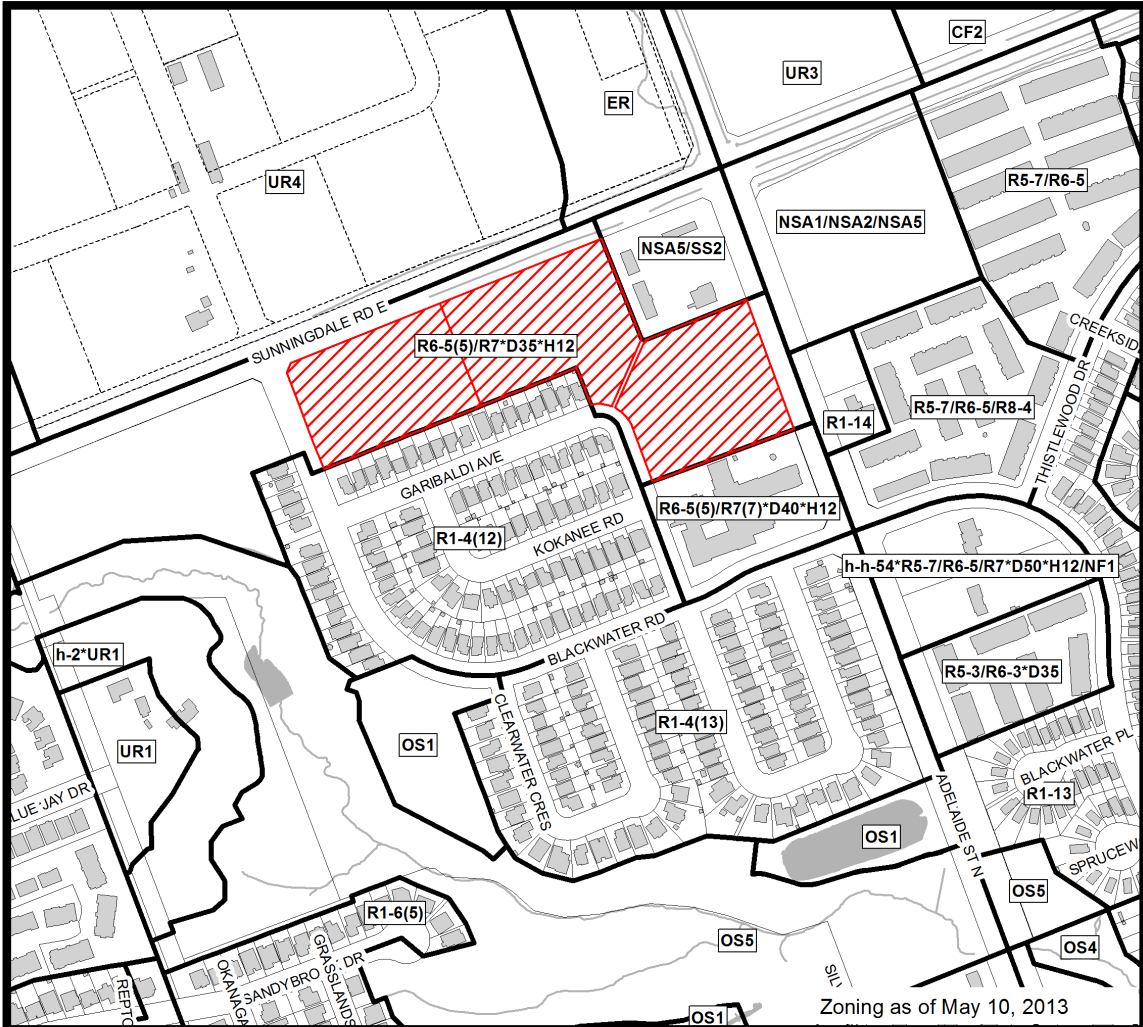 CF2
UR3
ER
UR4
R5-7/R6-5
NSA1/NSA2/NSA5
NSA5/SS2
SUNNINGDALE RD E
R6-5(5)/R7*D35*H12
CREEKSID
THISTLEWOOD DR
R5-7/R6-5/R8-4
R1-14
GARIBALDI AVE
R6-5(5)/R7(7)*D40*H12
KOKANEE RD
R1-4(12)
h-h-54*R5-7/R6-5/R7*D50*H12/NF1
BLACKWATER RD
h-2*UR1
R5-3/R6-3*D35
R1-4(13)
CLEARWATER CRES
OS1
UR1
BLACKWATER PL
R1-13
LUE JAY DR
ADELAIDE ST N
OS1
SPRUCEW
OS5
R1-6(5)
OS5
OS4
GRASSLANDS
SANDYBRO DR
OKANAGA
REPTO
SIL
OS1
Zoning as of May 10, 2013